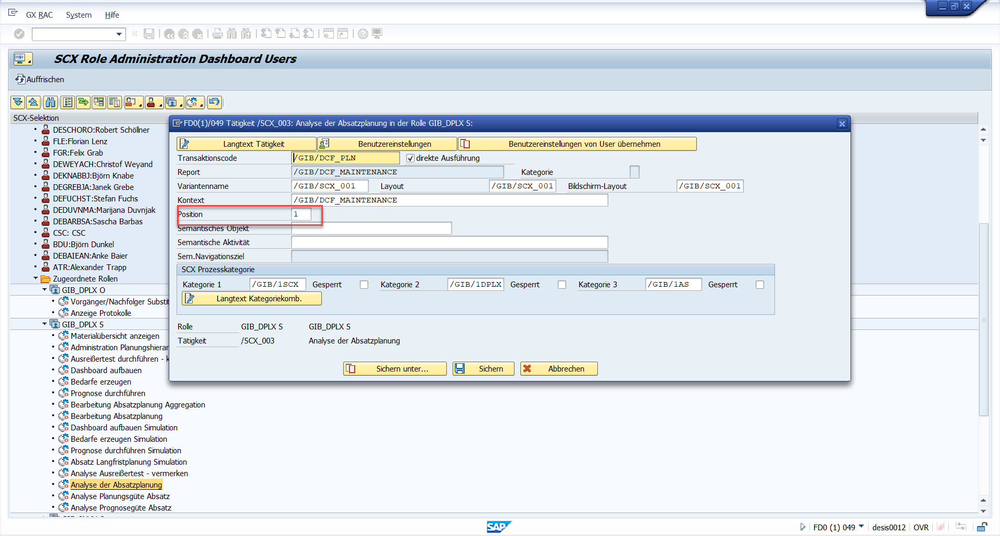 GX RAC System Hilfe
SCX Role Administration Dashboard Users
Auffrischen
SCX-Selektion
DESCHORO:Robert Schöllner
FLE:Florian Lenz
FGR:Felix Grab
DEWEYACH:Christof Weyand
DEKNABBJ:Björn Knabe
DEGREBJA:Janek Grebe
DEFUCHST:Stefan Fuchs
DEDUVNMA:Marijana Duvnjak
DEBARBSA:Sascha Barbas
CSC: CSC
BDU:Björn Dunkel
DEBAIEAN:Anke Baier
ATR:Alexander Trapp
Zugeordnete Rollen
GIB_DPLX O
Vorgänger/Nachfolger Substit
Anzeige Protokolle
GIB_DPLX S
Materialübersicht anzeigen
Administration Planungshierar
Ausreißertest durchführen - k
Dashboard aufbauen
Bedarfe erzeugen
Prognose durchführen
Bearbeitung Absatzplanung Aggregation
Bearbeitung Absatzplanung
Dashboard aufbauen Simulation
Bedarfe erzeugen Simulation
Prognose durchführen Simulation
Absatz Langfristplanung Simulation
Analyse Ausreißertest - vermerken
Analyse der Absatzplanung
Analyse Planungsgüte Absatz
Analyse Prognosegüte Absatz
FD0(1)/049 Tätigkeit /SCX_003: Analyse der Absatzplanung in der Rolle GIB_DPLX S:
Langtext Tätigkeit Benutzereinstellungen Benutzereinstellungen von User übernehmen
Transaktionscode /GIB/DCF_PLN direkte Ausführung
Report /GIB/DCF_MAINTENANCE Kategorie
Variantenname /GIB/SCX_001 Layout /GIB/SCX_001 Bildschirm-Layout /GIB/SCX_001
Kontext /GIB/DCF_MAINTENANCE
Position 1
Semantisches Objekt
Semantische Aktivität
Sem.Navigationsziel
SCX Prozesskategorie
Kategorie 1 /GIB/1SCX Gesperrt Kategorie 2 /GIB/1DPLX Gesperrt Kategorie 3 /GIB/1AS Gesperrt
Langtext Kategoriekomb.
Rolle GIB_DPLX S GIB_DPLX S
Tätigkeit /SCX_003 Analyse der Absatzplanung
Sichern unter... Sichern Abbrechen
SAP FD0 (1) 049 desis0012 OVR